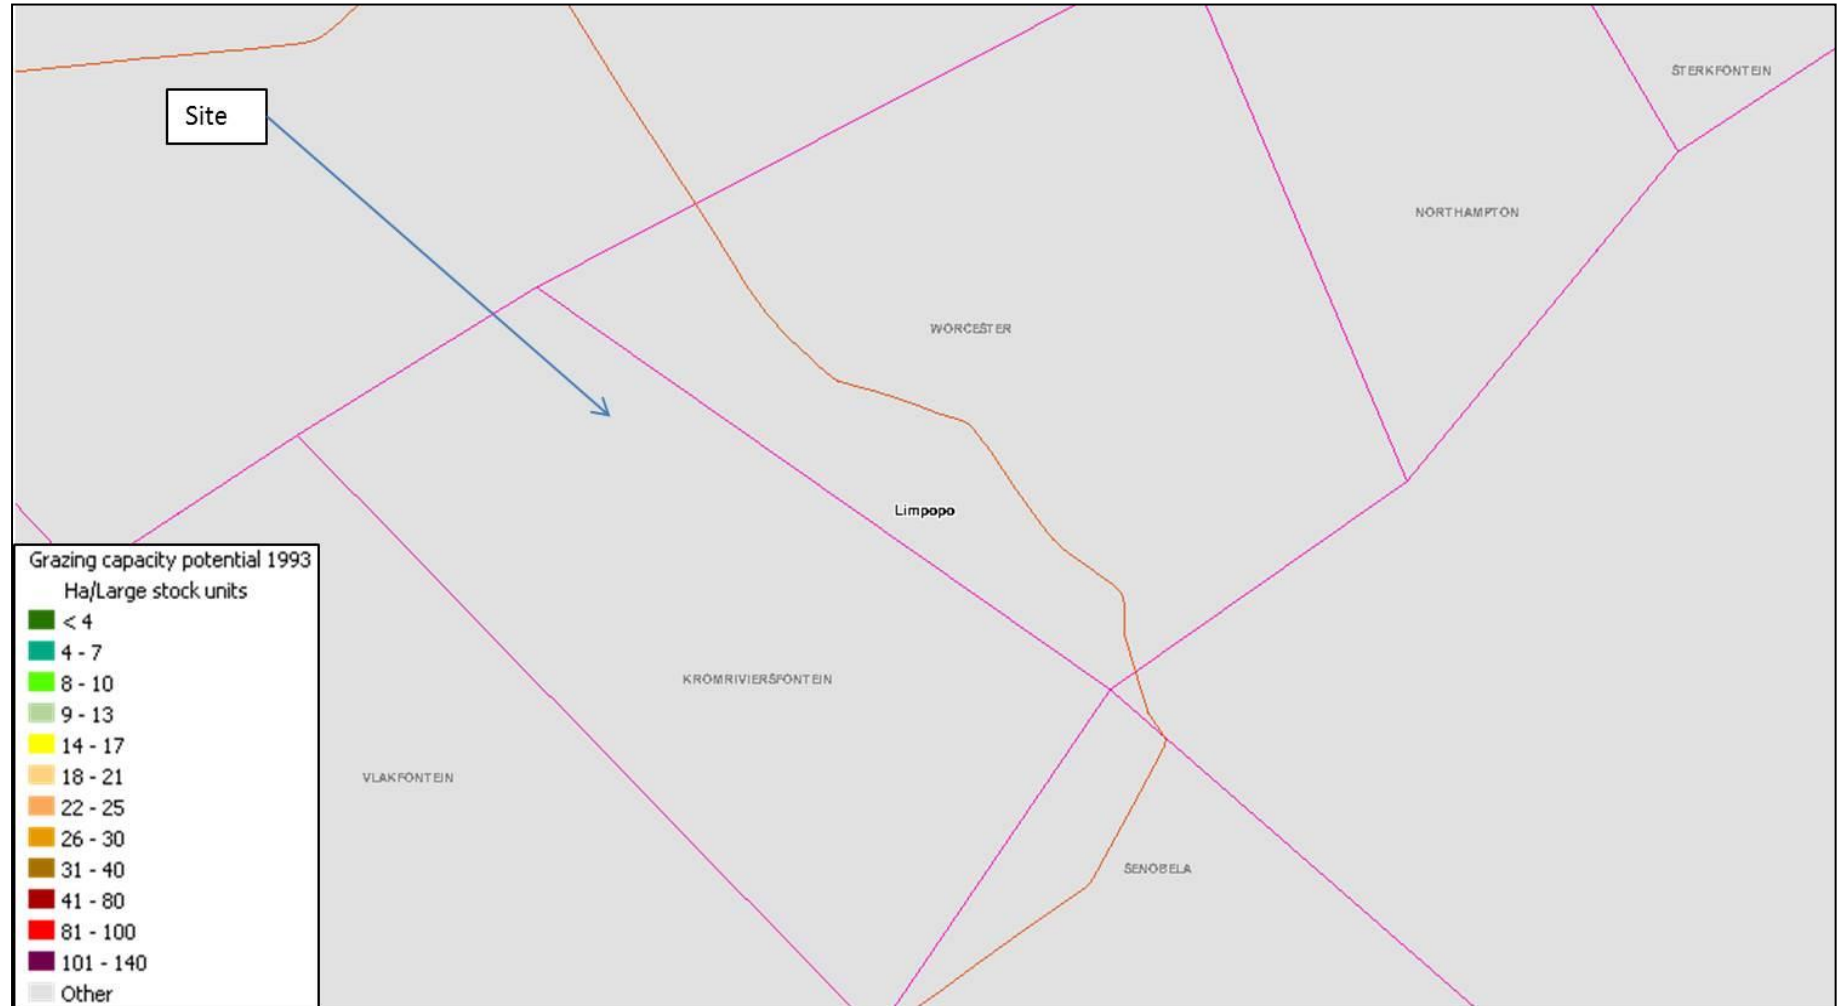 STERKFONTEIN
Site
NORTHAMPTON
WORCESTER
Limpopo
KROMRIVIERSFONTEIN
VLAKFONTEIN
SENOBELA
Grazing capacity potential 1993
Ha/Large stock units
< 4
4 - 7
8 - 10
9 - 13
14 - 17
18 - 21
22 - 25
26 - 30
31 - 40
41 - 80
81 - 100
101 - 140
Other